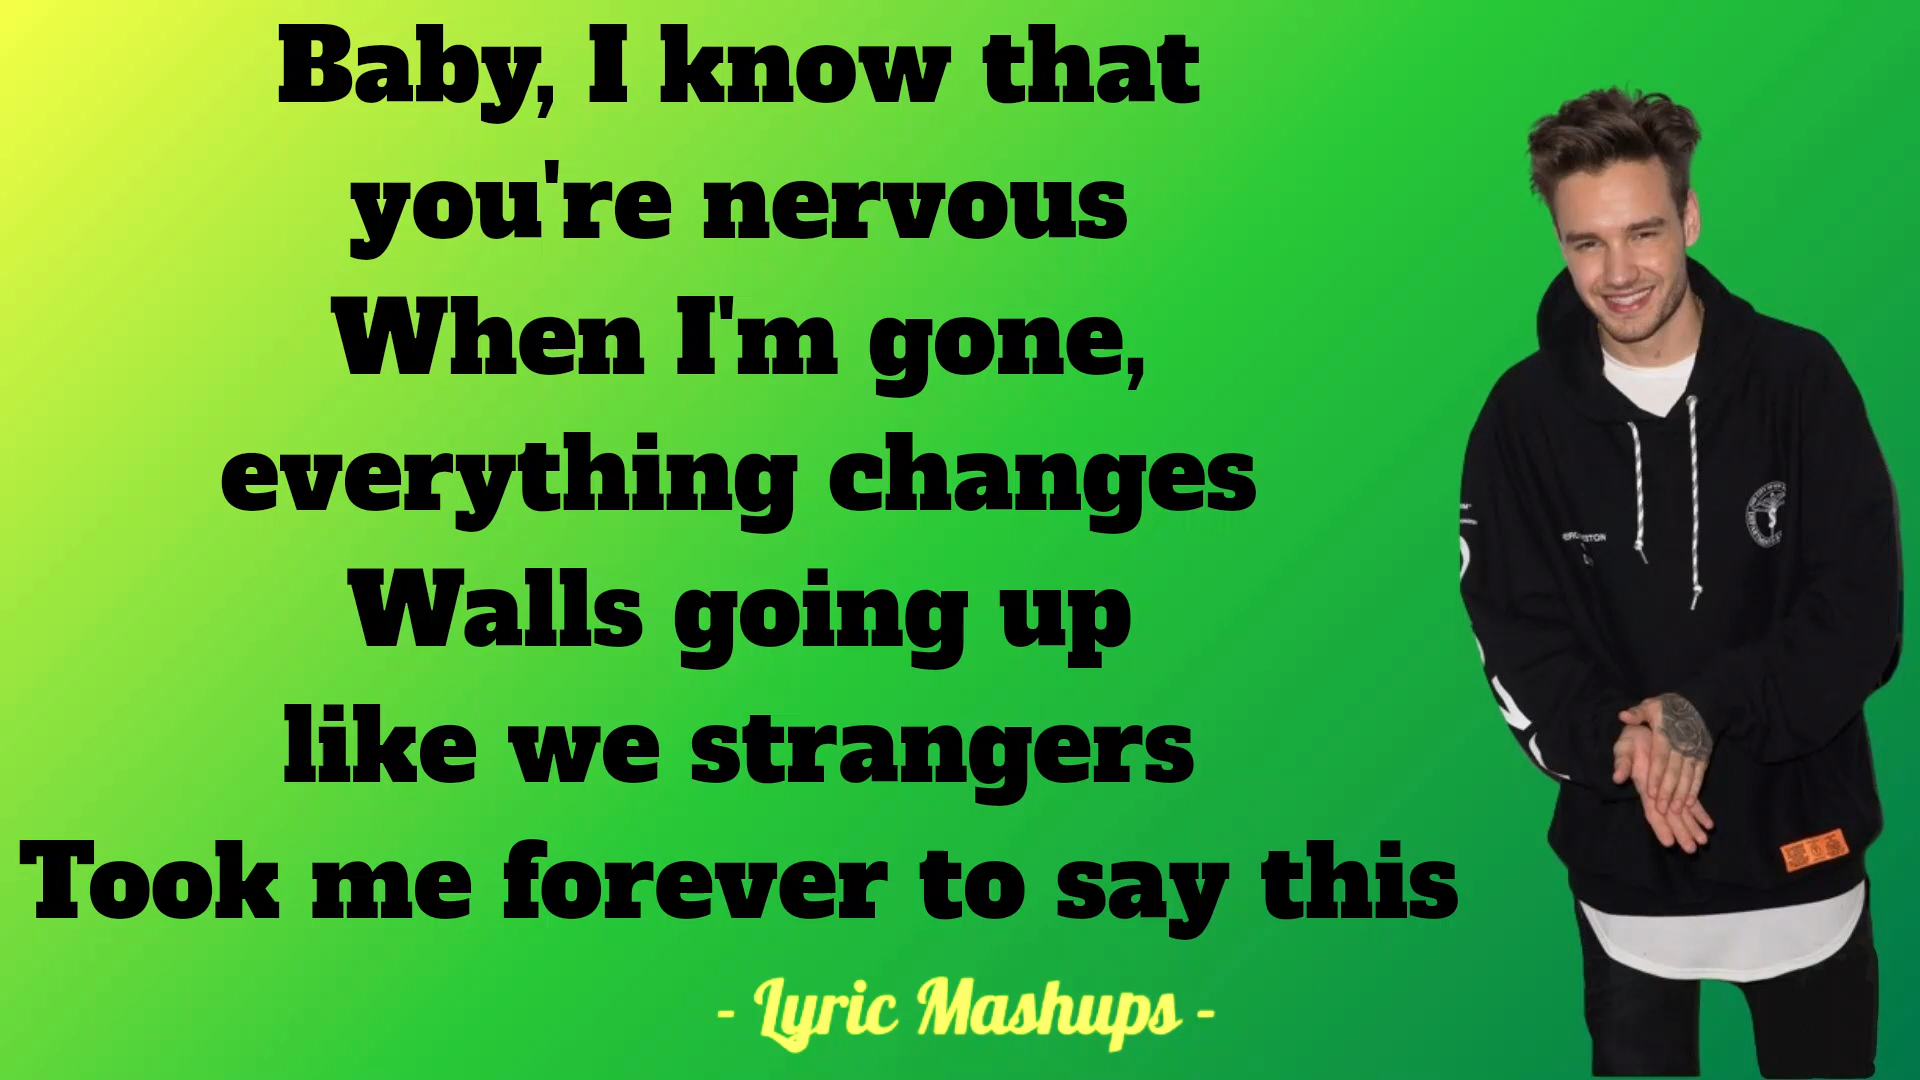 Baby, I know that
you're nervous
When I'm gone,
everything changes
Walls going up
like we strangers
Took me forever to say this
- Lyric Mashups -